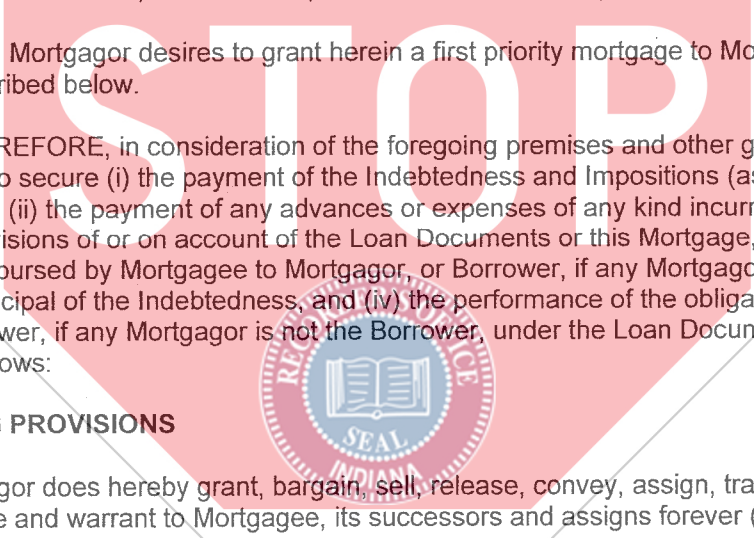 STOP
Mortgagor desires to grant herein a first priority mortgage to Mo
ribed below.
REFORE, in consideration of the foregoing premises and other g
o secure (i) the payment of the Indebtedness and Impositions (as
(ii) the payment of any advances or expenses of any kind incurr
isions of or on account of the Loan Documents or this Mortgage,
bursed by Mortgagee to Mortgagor, or Borrower, if any Mortgago
cipal of the Indebtedness, and (iv) the performance of the obliga
wer, if any Mortgagor is not the Borrower, under the Loan Docum
ows:
RECORDER'S OFFICE
SEAL
INDIANA
PROVISIONS
gor does hereby grant, bargain, sell, release, convey, assign, tra
e and warrant to Mortgagee, its successors and assigns forever (